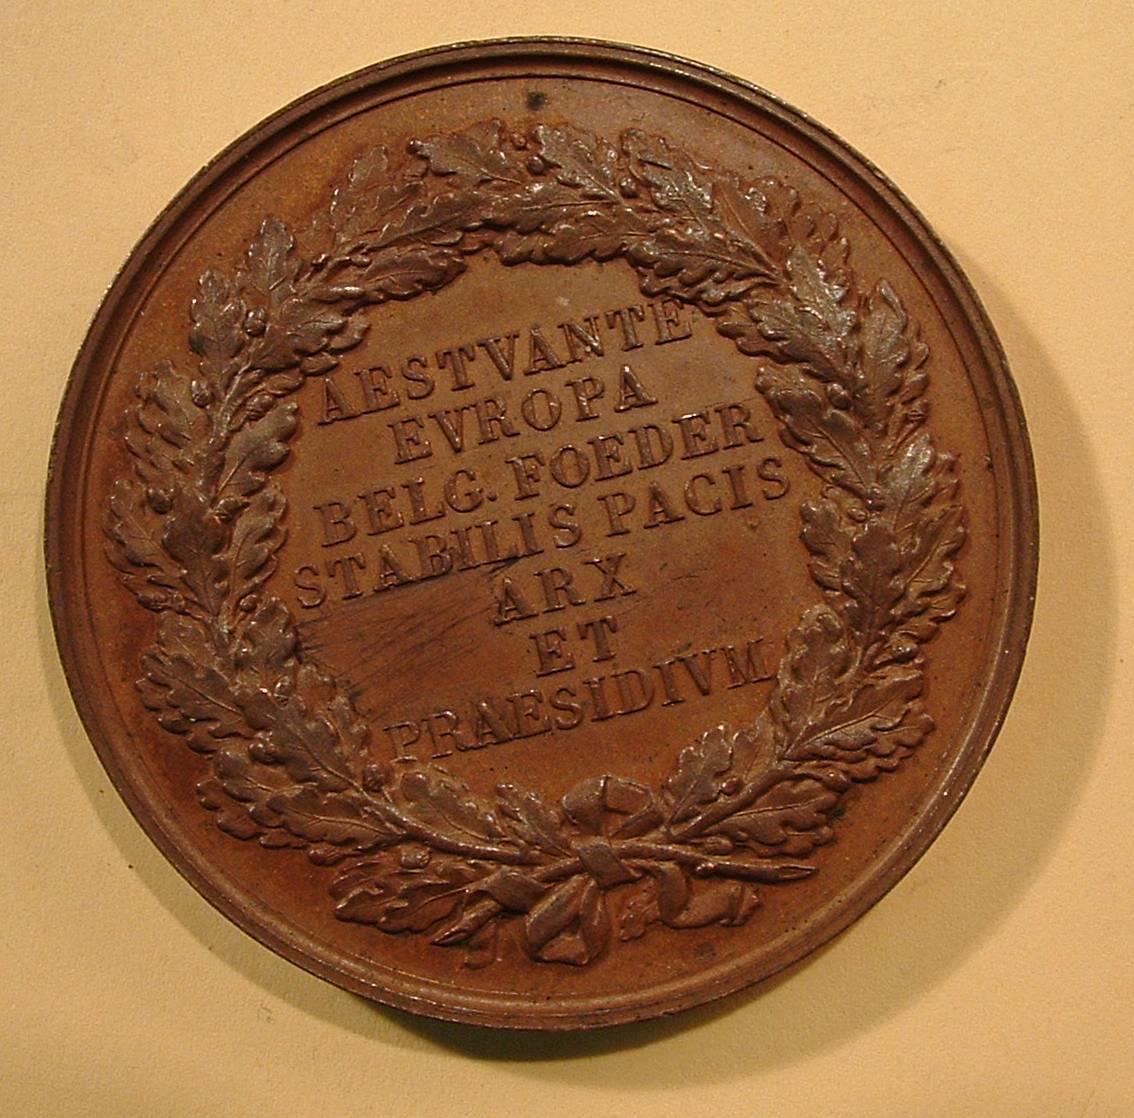 AESTVANTE
EVROPA
BELG. FOEDER
STABILIS PACIS
ARX
ET
PRAESIDIVM